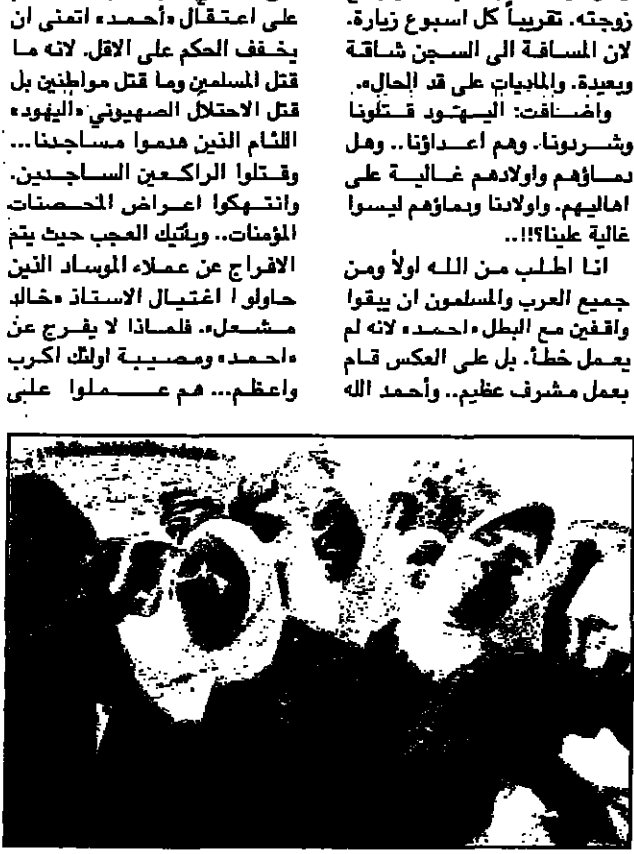 زوجته. تقريباً كل اسبوع زيارة.
لان المسافة الى السجن شاقة
وبعيدة. والماديات على قد الحال».
واضافت: اليهود قتلونا
وشردونا. وهم اعداؤنا.. وهل
دماؤهم واولادهم غالية على
اهاليهم. واولادنا ودماؤهم ليسوا
غالية علينا؟!!..
انا اطلب من الله اولاً ومن
جميع العرب والمسلمون ان يبقوا
واقفين مع البطل «احمد» لانه لم
يعمل خطأ. بل على العكس قام
بعمل مشرف عظيم.. وأحمد الله
على اعتقال «أحمد» اتمنى ان
يخفف الحكم على الاقل. لانه ما
قتل المسلمين وما قتل مواطنين بل
قتل الاحتلال الصهيوني «اليهود»
اللئام الذين هدموا مساجدنا...
وقتلوا الراكعين الساجدين.
وانتهكوا اعراض المحصنات
المؤمنات.. ويأتيك العجب حيث يتم
الافراج عن عملاء الموساد الذين
حاولوا اغتيال الاستاذ «خالد
مشعل». فلماذا لا يفرج عن
«احمد» ومصيبة اولئك اكرب
واعظم... هم عملوا على